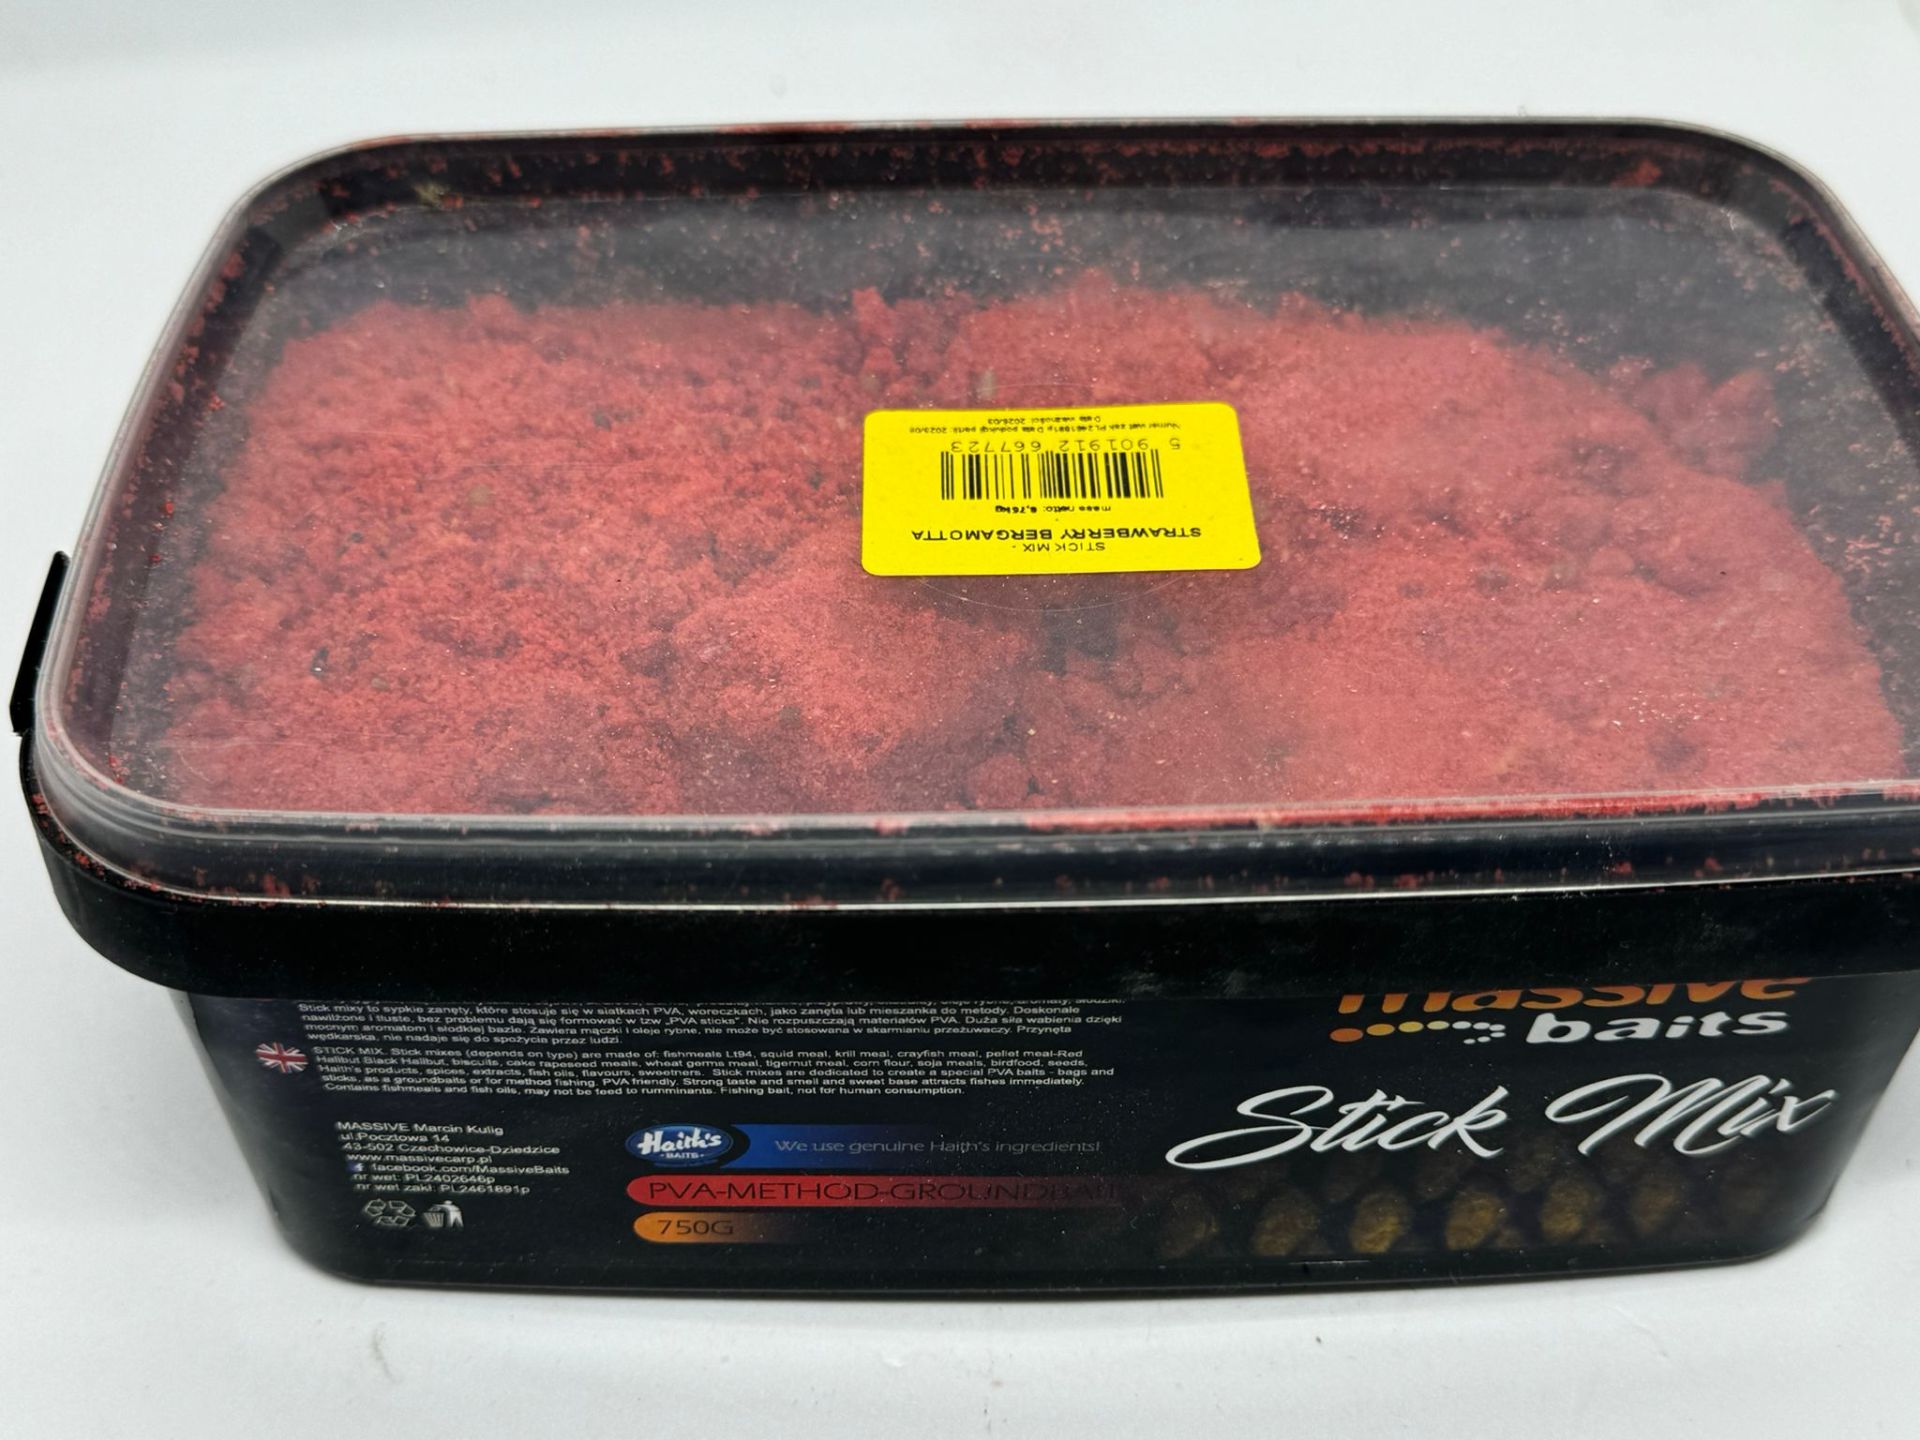 STICK MIX -
STRAWBERRY BERGAMOTTA
masa netto: 0,75kg
5 901912 667723
massive
baits
Stick Mix
Stick mixy to sypkie zanęty, które stosuje się w siatkach PVA, woreczkach, jako zanęta lub mieszanka do metody. Doskonale
nawilżone i tłuste, bez problemu dają się formować w tzw „PVA sticks". Nie rozpuszczają materiałów PVA. Duża siła wabienia dzięki
mocnym aromatom i słodkiej bazie. Zawiera mączki i oleje rybne, nie może być stosowana w skarmianiu przeżuwaczy. Przynęta
wędkarska, nie nadaje się do spożycia przez ludzi.
STICK MIX. Stick mixes (depends on type) are made of: fishmeals Lt94, squid meal, krill meal, crayfish meal, pellet meal-Red
Halibut Black Halibut, biscuits, cake rapeseed meals, wheat germs meal, tigernut meal, corn flour, soja meals, birdfood, seeds,
Haith's products, spices, extracts, fish oils, flavours, sweetners. Stick mixes are dedicated to create a special PVA baits - bags and
sticks, as a groundbaits or for method fishing. PVA friendly. Strong taste and smell and sweet base attracts fishes immediately.
Contains fishmeals and fish oils, may not be feed to rumminants. Fishing bait, not for human consumption.
MASSIVE Marcin Kulig
ul.Pocztowa 14
43-502 Czechowice-Dziedzice
www.massivecarp.pl
facebook.com/MassiveBaits
nr wet: PL2402646p
nr wet zakł: PL2461891p
Haith's
BAITS
We use genuine Haith's ingredients!
PVA-METHOD-GROUNDBAIT
750G